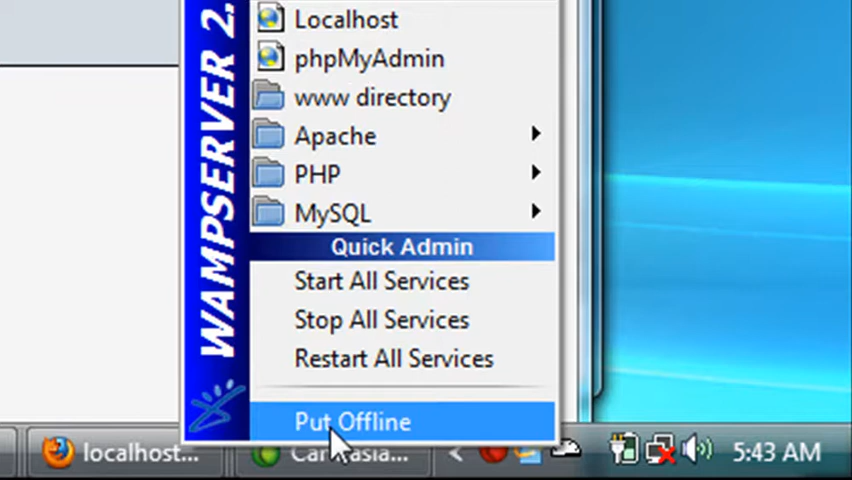 WAMPSERVER 2.
Localhost
phpMyAdmin
www directory
Apache
PHP
MySQL
Quick Admin
Start All Services
Stop All Services
Restart All Services
Put Offline
localhost...
5:43 AM